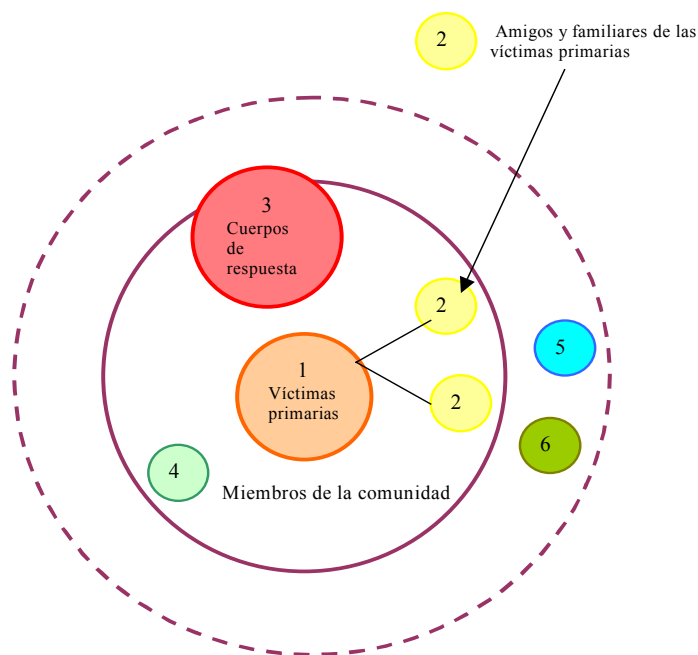 2
Amigos y familiares de las
víctimas primarias
3
Cuerpos
de
respuesta
2
1
Víctimas
primarias
2
5
6
4
Miembros de la comunidad